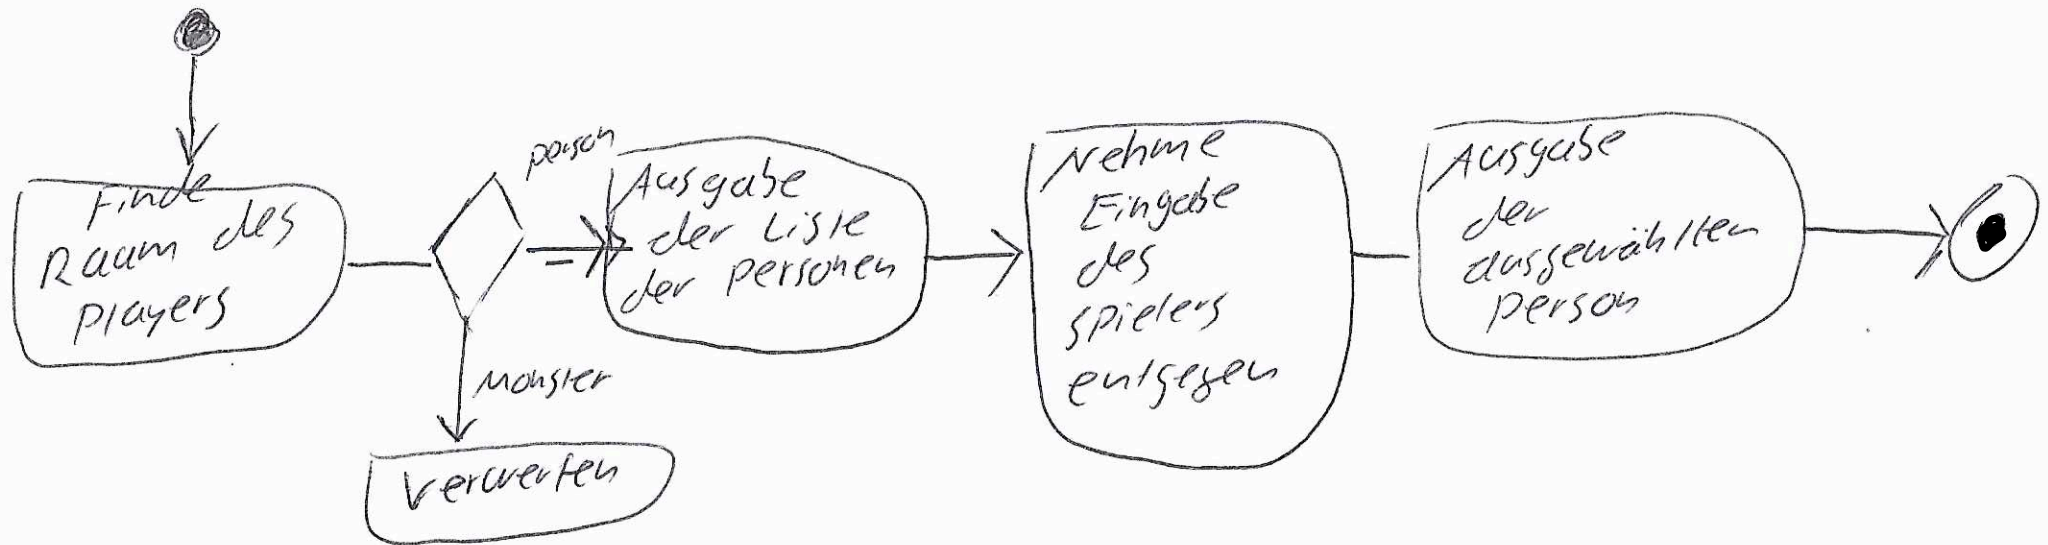 Finde
Raum des
Players
person
Monster
Verwerfen
Ausgabe
der Liste
der Personen
Nehme
Eingabe
des
spielers
entgegen
Ausgabe
der
ausgewählten
Person